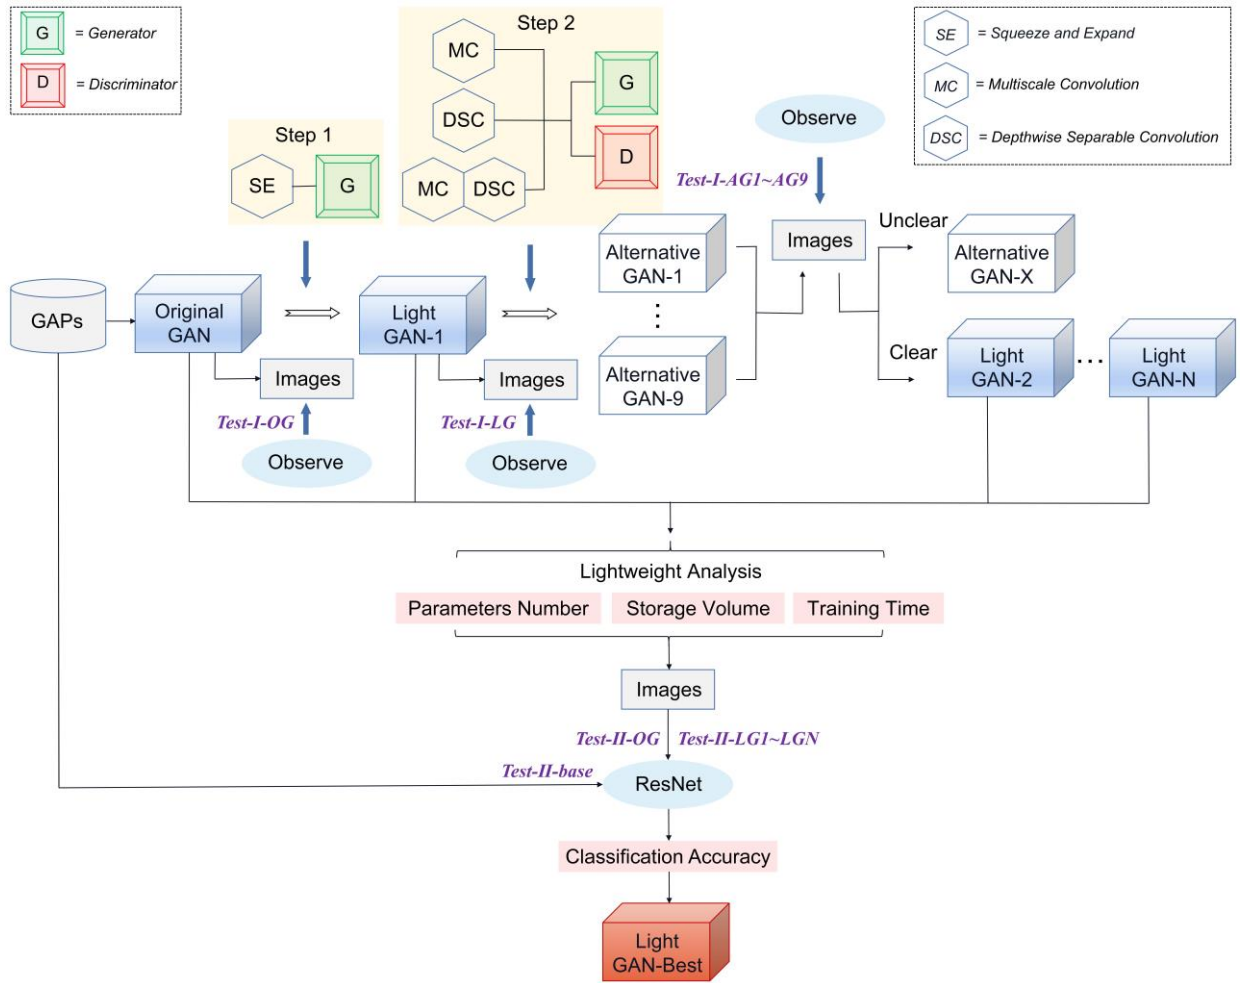 G
= Generator
D
= Discriminator
Step 1
SE
G
Step 2
MC
DSC
MC
DSC
G
D
Observe
Test-I-AG1~AG9
SE
= Squeeze and Expand
MC
= Multiscale Convolution
DSC
= Depthwise Separable Convolution
GAPs
Original
GAN
Images
Test-I-OG
Observe
Light
GAN-1
Images
Test-I-LG
Observe
Alternative
GAN-1
Alternative
GAN-9
Images
Unclear
Alternative
GAN-X
Clear
Light
GAN-2
Light
GAN-N
Lightweight Analysis
Parameters Number
Storage Volume
Training Time
Images
Test-II-OG
Test-II-LG1~LGN
Test-II-base
ResNet
Classification Accuracy
Light
GAN-Best